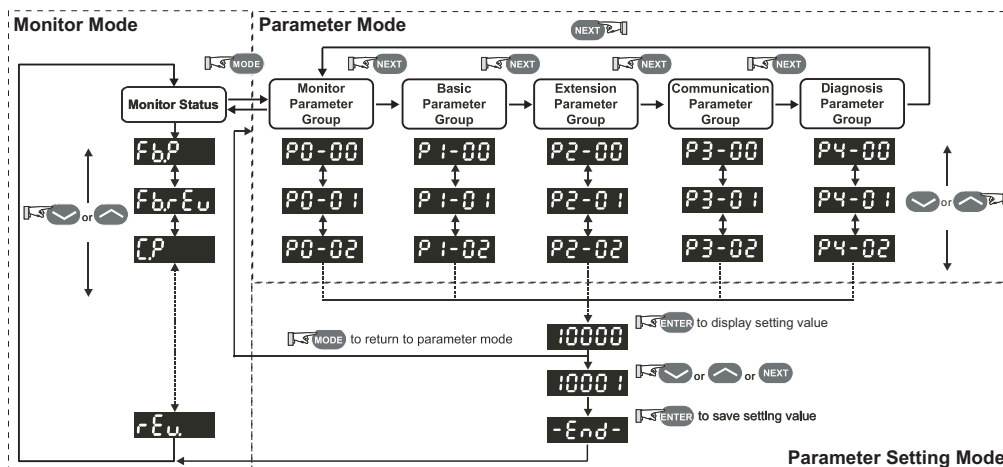 Monitor Mode
Parameter Mode
NEXT
MODE
NEXT
NEXT
NEXT
NEXT
Monitor Status
Monitor
Parameter
Group
Basic
Parameter
Group
Extension
Parameter
Group
Communication
Parameter
Group
Diagnosis
Parameter
Group
Fb.P
P0-00
P1-00
P2-00
P3-00
P4-00
Fb.rEu
P0-01
P1-01
P2-01
P3-01
P4-01
or
or
C.P
P0-02
P1-02
P2-02
P3-02
P4-02
10000
ENTER to display setting value
MODE to return to parameter mode
10001
or or NEXT
rEu.
-End-
ENTER to save setting value
Parameter Setting Mode